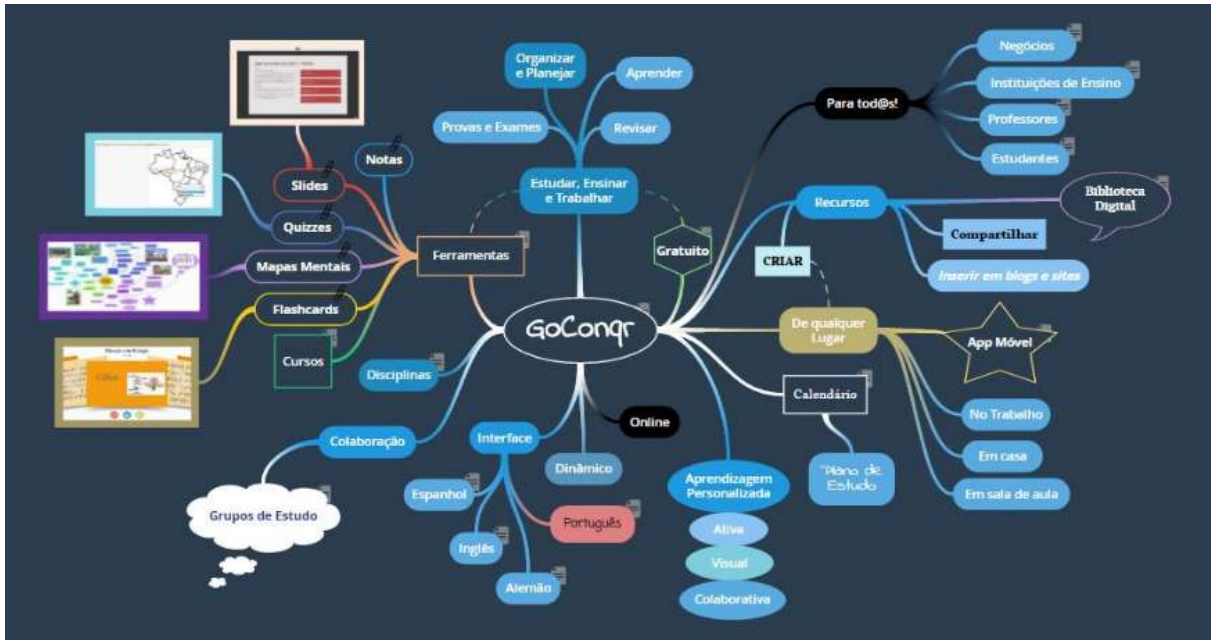 GoConqr
Estudar, Ensinar
e Trabalhar
Organizar
e Planejar
Aprender
Provas e Exames
Revisar
Gratuito
Para tod@s!
Negócios
Instituições de Ensino
Professores
Estudantes
Recursos
Biblioteca
Digital
Compartilhar
Inserir em blogs e sites
CRIAR
De qualquer
Lugar
App Móvel
No Trabalho
Em casa
Em sala de aula
Calendário
Plano de
Estudo
Aprendizagem
Personalizada
Ativa
Visual
Colaborativa
Online
Dinâmico
Interface
Espanhol
Inglês
Alemão
Português
Colaboração
Grupos de Estudo
Disciplinas
Ferramentas
Notas
Slides
Quizzes
Mapas Mentais
Flashcards
Cursos